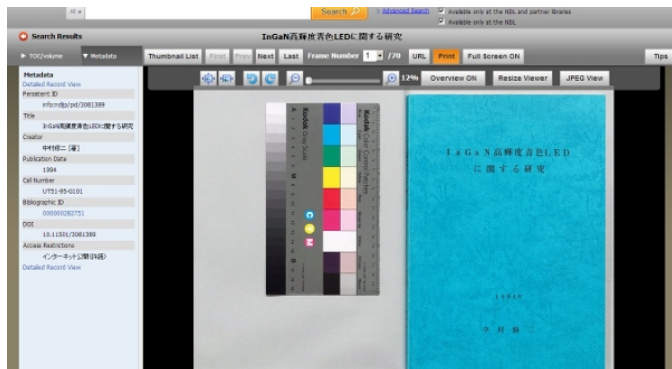 All
Search
Advanced Search
Available only at the NDL and partner libraries
Available only at the NDL
Search Results
InGaN高輝度青色LEDに関する研究
TOC/volume
Metadata
Thumbnail List
First
Prev
Next
Last
Frame Number
1
/70
URL
Print
Full Screen ON
Tips
12%
Overview ON
Resize Viewer
JPEG View
Metadata
Detailed Record View
Persistent ID
info:ndljp/pid/3081389
Title
InGaN高輝度青色LEDに関する研究
Creator
中村修二 [著]
Publication Date
1994
Call Number
UT51-95-G101
Bibliographic ID
000000282751
DOI
10.11501/3081389
Access Restrictions
インターネット公開(許諾)
Detailed Record View
Kodak Gray Scale
C
Y
M
Kodak Color Control Patches
InGaN高輝度青色LED
に関する研究
中村修二